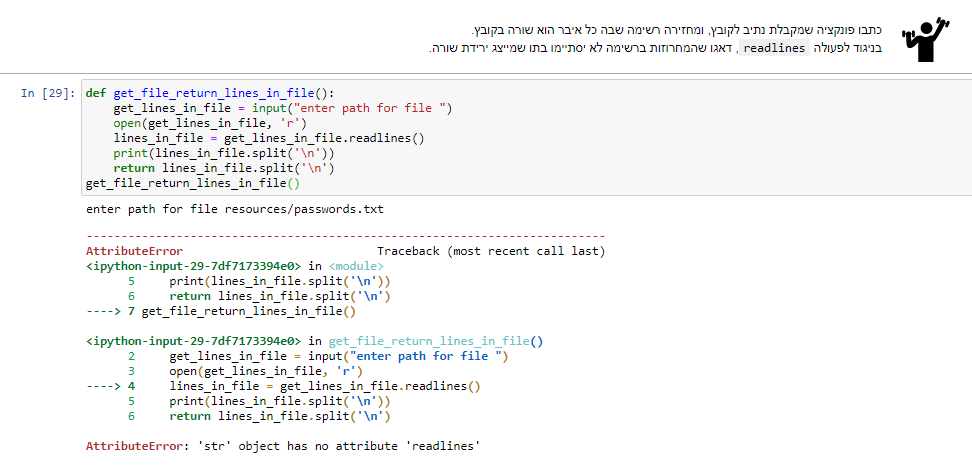 כתבו פונקציה שמקבלת נתיב לקובץ, ומחזירה רשימה שבה כל איבר הוא שורה בקובץ.
בניגוד לפעולה readlines, דאגו שהמחרוזות ברשימה לא יסתיימו בתו שמייצג ירידת שורה.
In [29]: def get_file_return_lines_in_file():
    get_lines_in_file = input("enter path for file ")
    open(get_lines_in_file, 'r')
    lines_in_file = get_lines_in_file.readlines()
    print(lines_in_file.split('\n'))
    return lines_in_file.split('\n')
get_file_return_lines_in_file()
enter path for file resources/passwords.txt
---------------------------------------------------------------------------
AttributeError                            Traceback (most recent call last)
<ipython-input-29-7df7173394e0> in <module>
      5     print(lines_in_file.split('\n'))
      6     return lines_in_file.split('\n')
----> 7 get_file_return_lines_in_file()
<ipython-input-29-7df7173394e0> in get_file_return_lines_in_file()
      2     get_lines_in_file = input("enter path for file ")
      3     open(get_lines_in_file, 'r')
----> 4     lines_in_file = get_lines_in_file.readlines()
      5     print(lines_in_file.split('\n'))
      6     return lines_in_file.split('\n')
AttributeError: 'str' object has no attribute 'readlines'